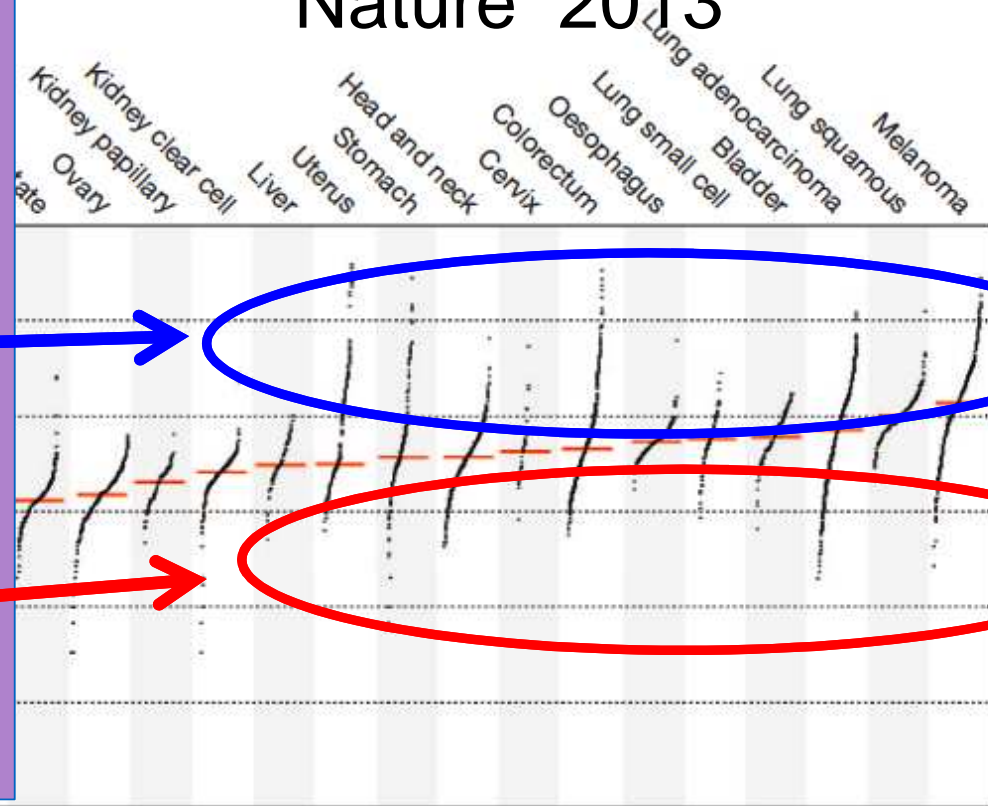 Nature 2013
ate
Ovary
Kidney papillary
Kidney clear cell
Liver
Uterus
Stomach
Head and neck
Cervix
Colorectum
Oesophagus
Lung small cell
Bladder
Lung adenocarcinoma
Lung squamous
Melanoma